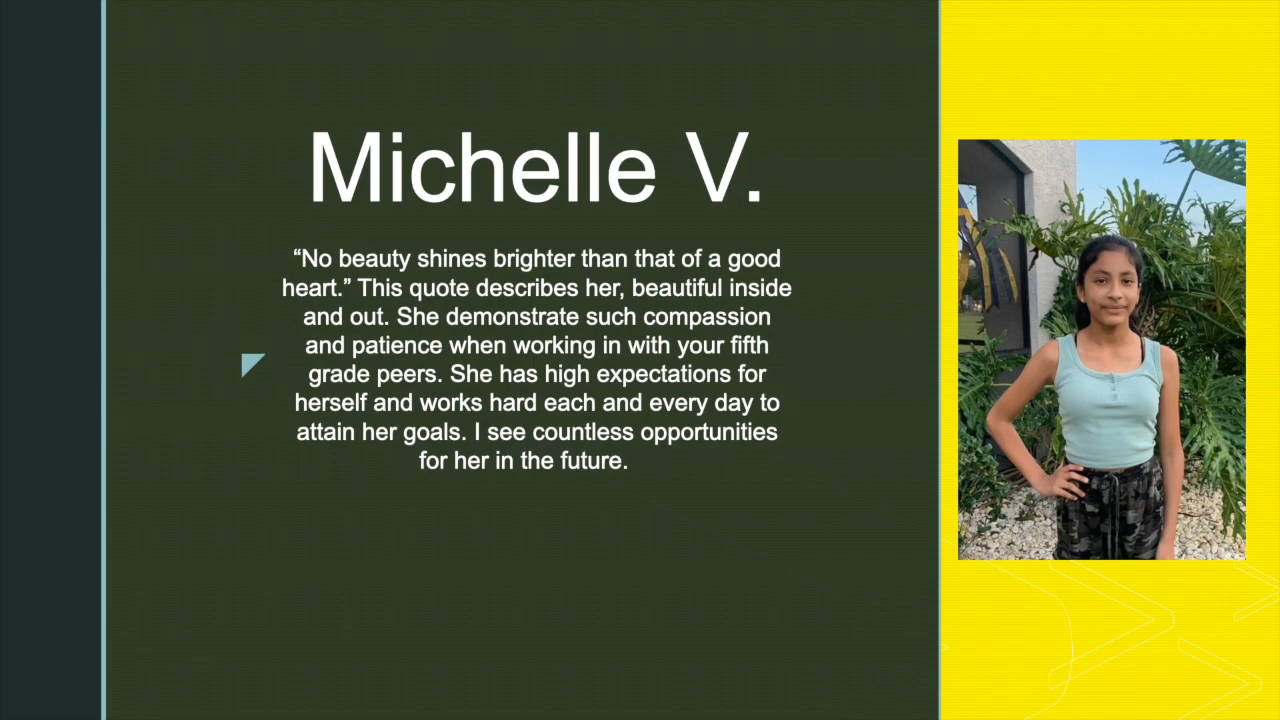 Michelle V.
“No beauty shines brighter than that of a good
heart.” This quote describes her, beautiful inside
and out. She demonstrate such compassion
and patience when working in with your fifth
grade peers. She has high expectations for
herself and works hard each and every day to
attain her goals. I see countless opportunities
for her in the future.